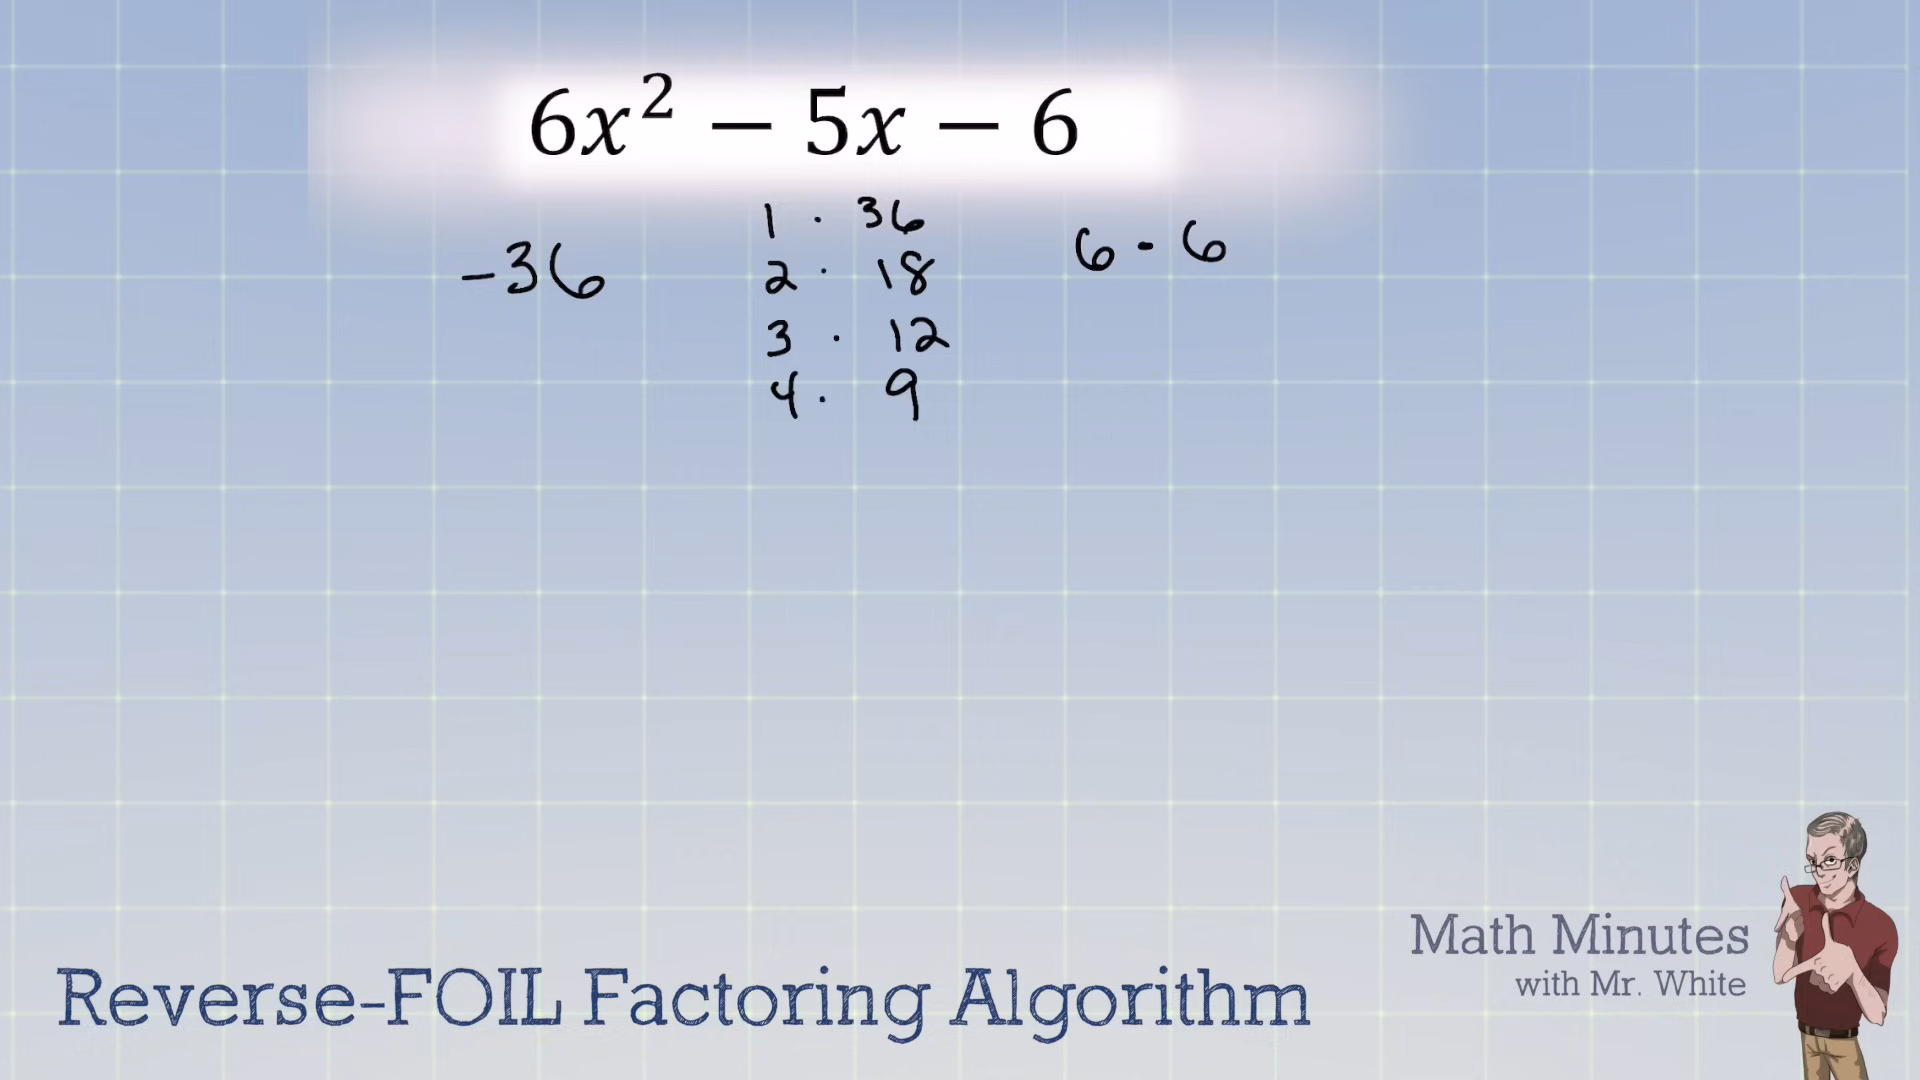 6x² − 5x − 6
-36
1 · 36
2 · 18
3 · 12
4 · 9
6 · 6
Math Minutes
with Mr. White
Reverse-FOIL Factoring Algorithm